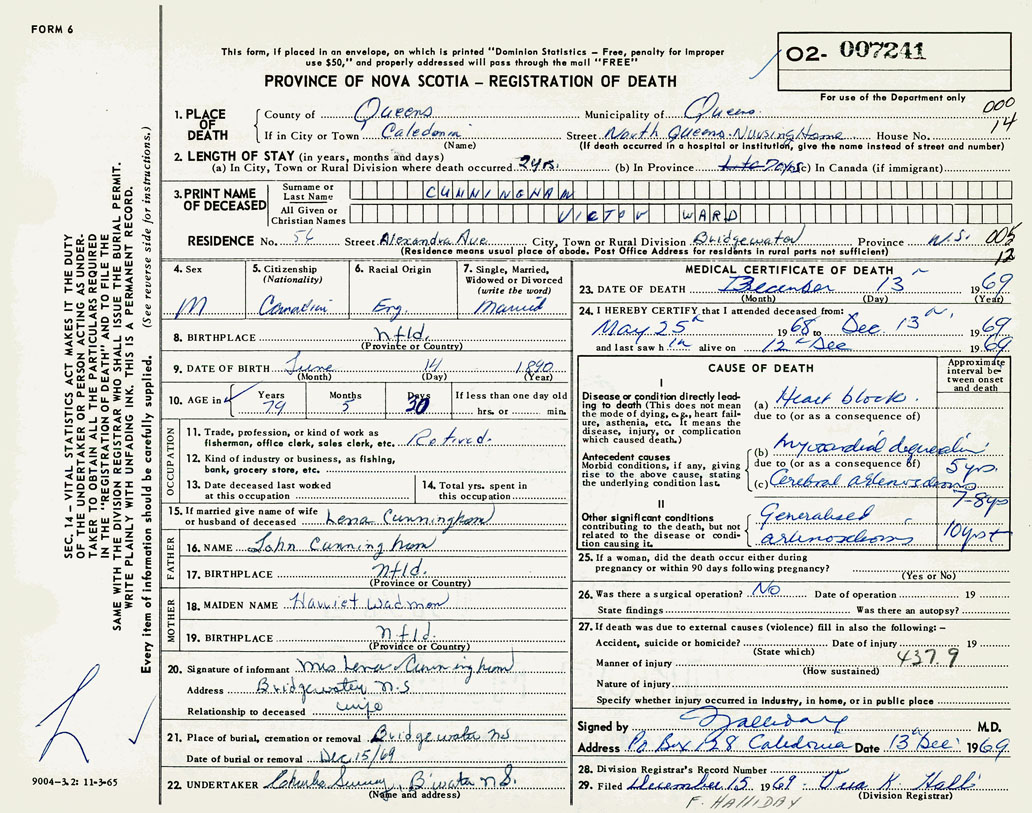 FORM 6
This form, if placed in an envelope, on which is printed "Dominion Statistics – Free, penalty for improper
use $50," and properly addressed will pass through the mail "FREE"
PROVINCE OF NOVA SCOTIA – REGISTRATION OF DEATH
O2- 007241
For use of the Department only
000
14
1. PLACE OF DEATH
County of Queens Municipality of Queens
If in City or Town Caledonia Street North Queens Nursing Home House No.
(Name) (If death occurred in a hospital or institution, give the name instead of street and number)
2. LENGTH OF STAY (in years, months and days)
(a) In City, Town or Rural Division where death occurred 2 yrs. (b) In Province (c) In Canada (if immigrant)
3. PRINT NAME OF DECEASED
Surname or Last Name CUNNINGHAM
All Given or Christian Names VICTOR WARD
RESIDENCE No. 56 Street Alexandra Ave City, Town or Rural Division Bridgewater Province N.S. 005
12
(Residence means usual place of abode. Post Office Address for residents in rural parts not sufficient)
4. Sex M
5. Citizenship (Nationality) Canadian
6. Racial Origin Eng.
7. Single, Married, Widowed or Divorced (write the word) Married
8. BIRTHPLACE Nfld.
(Province or Country)
9. DATE OF BIRTH June 14 1890
(Month) (Day) (Year)
10. AGE in Years 79 Months 5 Days 30 If less than one day old hrs. or min.
OCCUPATION
11. Trade, profession, or kind of work as fisherman, office clerk, sales clerk, etc. Retired.
12. Kind of industry or business, as fishing, bank, grocery store, etc.
13. Date deceased last worked at this occupation
14. Total yrs. spent in this occupation
15. If married give name of wife or husband of deceased Lena Cunningham
FATHER
16. NAME John Cunningham
17. BIRTHPLACE Nfld.
(Province or Country)
MOTHER
18. MAIDEN NAME Harriet Wadman
19. BIRTHPLACE Nfld.
(Province or Country)
20. Signature of informant Mrs Lena Cunningham
Address Bridgewater N.S
Relationship to deceased wife
21. Place of burial, cremation or removal Bridgewater NS
Date of burial or removal Dec 15/69
22. UNDERTAKER B'water N.S.
(Name and address)
MEDICAL CERTIFICATE OF DEATH
23. DATE OF DEATH December 13th 1969
(Month) (Day) (Year)
24. I HEREBY CERTIFY that I attended deceased from:
May 25th 1968 to Dec 13th, 1969
and last saw him alive on 12th Dec 1969
CAUSE OF DEATH
Approximate interval between onset and death
I
Disease or condition directly leading to death (This does not mean the mode of dying, e.g., heart failure, asthenia, etc. It means the disease, injury, or complication which caused death.)
(a) Heart block.
due to (or as a consequence of)
Antecedent causes
Morbid conditions, if any, giving rise to the above cause, stating the underlying condition last.
(b) Myocardial degeneration 5 yrs.
due to (or as a consequence of)
(c) Cerebral arteriosclerosis 7-8 yrs
II
Other significant conditions contributing to the death, but not related to the disease or condition causing it.
Generalised arteriosclerosis 10 yrs +
25. If a woman, did the death occur either during pregnancy or within 90 days following pregnancy?
(Yes or No)
26. Was there a surgical operation? No Date of operation 19
State findings Was there an autopsy?
27. If death was due to external causes (violence) fill in also the following: –
Accident, suicide or homicide? Date of injury 19
(State which)
437.9
Manner of injury
(How sustained)
Nature of injury
Specify whether injury occurred in industry, in home, or in public place
Signed by Halliday M.D.
Address PO Box 128 Caledonia Date 13th Dec 1969
28. Division Registrar's Record Number
29. Filed December 15 1969
(Division Registrar)
F. HALLIDAY
SEC. 14 – VITAL STATISTICS ACT MAKES IT THE DUTY
OF THE UNDERTAKER OR PERSON ACTING AS UNDER-
TAKER TO OBTAIN ALL THE PARTICULARS REQUIRED
IN THE "REGISTRATION OF DEATH" AND TO FILE THE
SAME WITH THE DIVISION REGISTRAR WHO SHALL ISSUE THE BURIAL PERMIT.
WRITE PLAINLY WITH UNFADING INK. THIS IS A PERMANENT RECORD.
Every item of information should be carefully supplied. (See reverse side for instructions.)
9004-3.2: 11-3-65